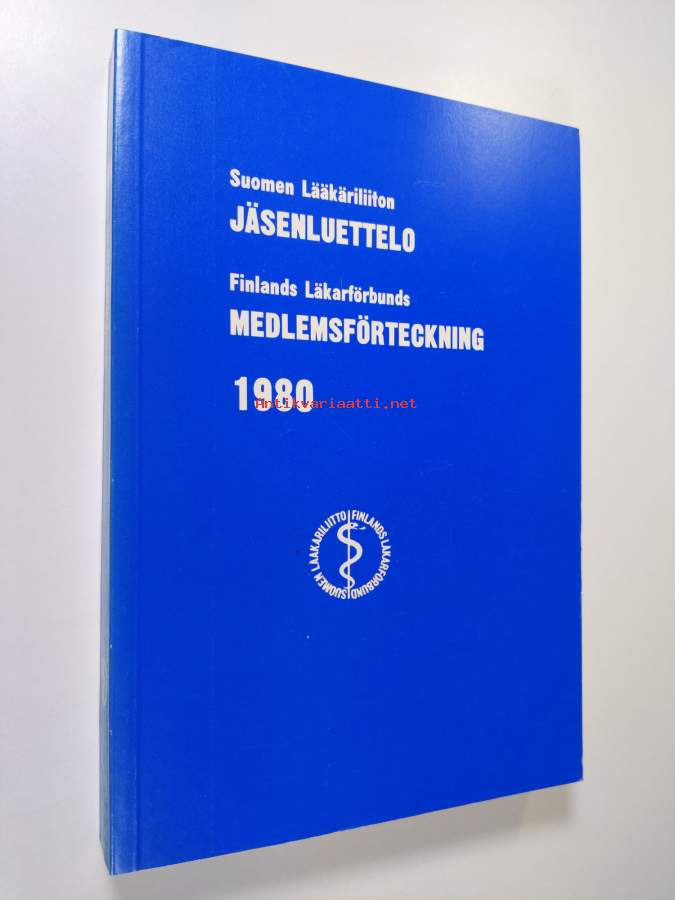 Suomen Lääkäriliiton
JÄSENLUETTELO
Finlands Läkarförbunds
MEDLEMSFÖRTECKNING
1980
Antikvariaatti.net
SUOMEN LÄÄKÄRILIITTO FINLANDS LÄKARFÖRBUND